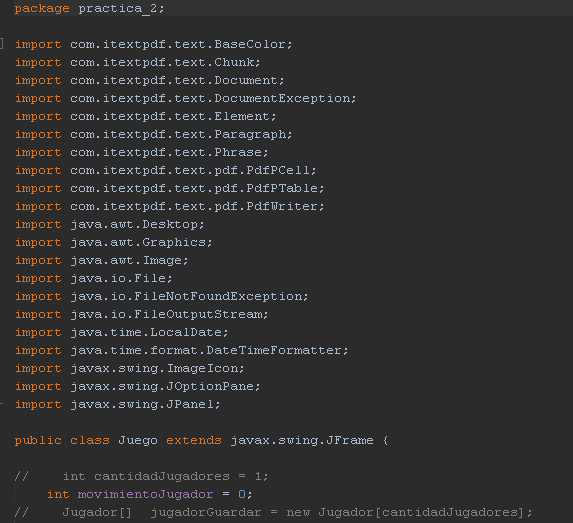 package practica_2;
import com.itextpdf.text.BaseColor;
import com.itextpdf.text.Chunk;
import com.itextpdf.text.Document;
import com.itextpdf.text.DocumentException;
import com.itextpdf.text.Element;
import com.itextpdf.text.Paragraph;
import com.itextpdf.text.Phrase;
import com.itextpdf.text.pdf.PdfPCell;
import com.itextpdf.text.pdf.PdfPTable;
import com.itextpdf.text.pdf.PdfWriter;
import java.awt.Desktop;
import java.awt.Graphics;
import java.awt.Image;
import java.io.File;
import java.io.FileNotFoundException;
import java.io.FileOutputStream;
import java.time.LocalDate;
import java.time.format.DateTimeFormatter;
import javax.swing.ImageIcon;
import javax.swing.JOptionPane;
import javax.swing.JPanel;
public class Juego extends javax.swing.JFrame {
//    int cantidadJugadores = 1;
    int movimientoJugador = 0;
//    Jugador[]  jugadorGuardar = new Jugador[cantidadJugadores];